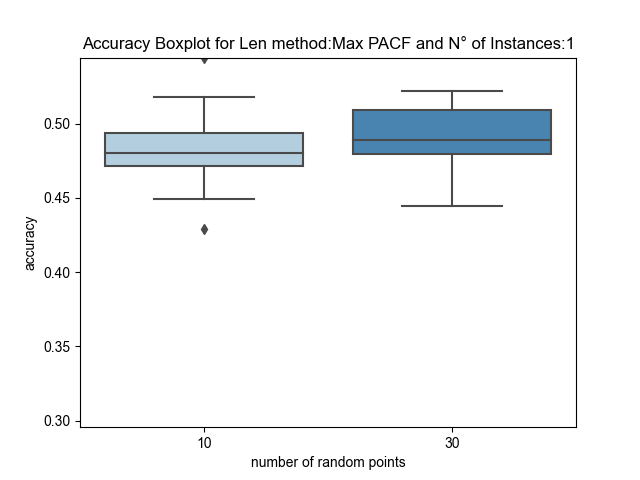 Accuracy Boxplot for Len method:Max PACF and N° of Instances:1
0.50
0.45
0.40
0.35
0.30
accuracy
10
30
number of random points